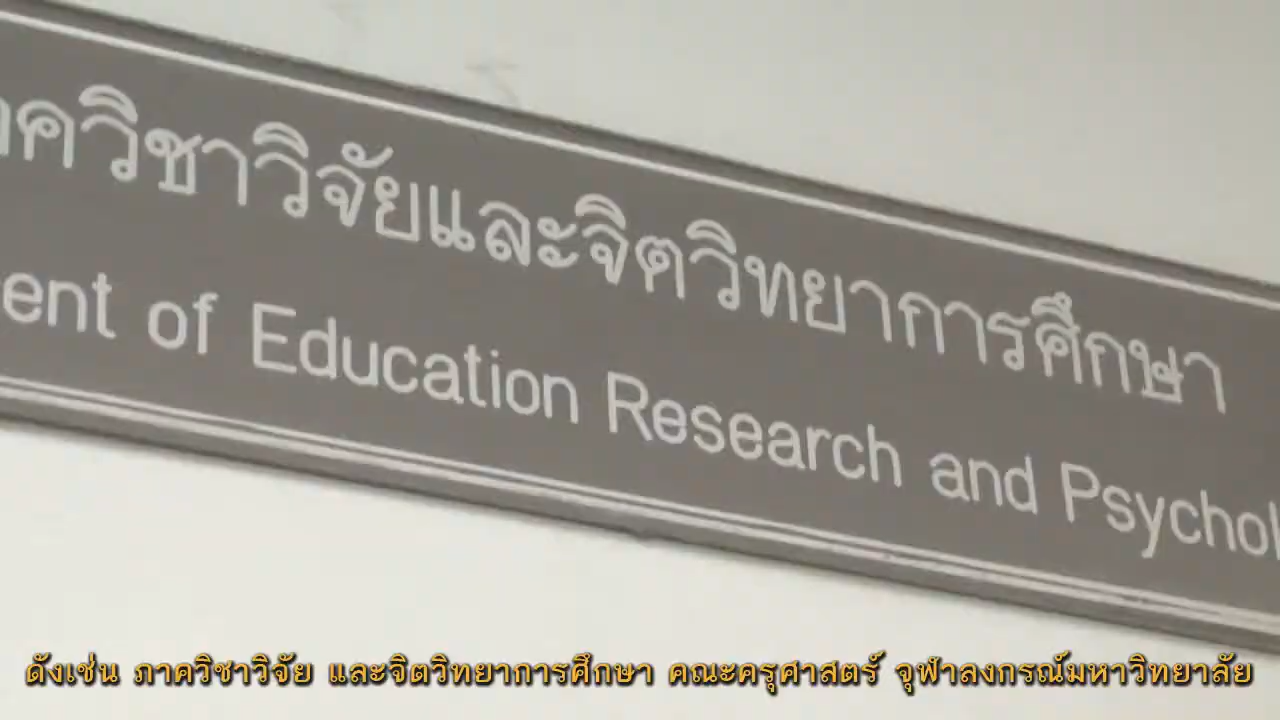 ภาควิชาวิจัยและจิตวิทยาการศึกษา
ent of Education Research and Psychol
ดังเช่น ภาควิชาวิจัย และจิตวิทยาการศึกษา คณะครุศาสตร์ จุฬาลงกรณ์มหาวิทยาลัย